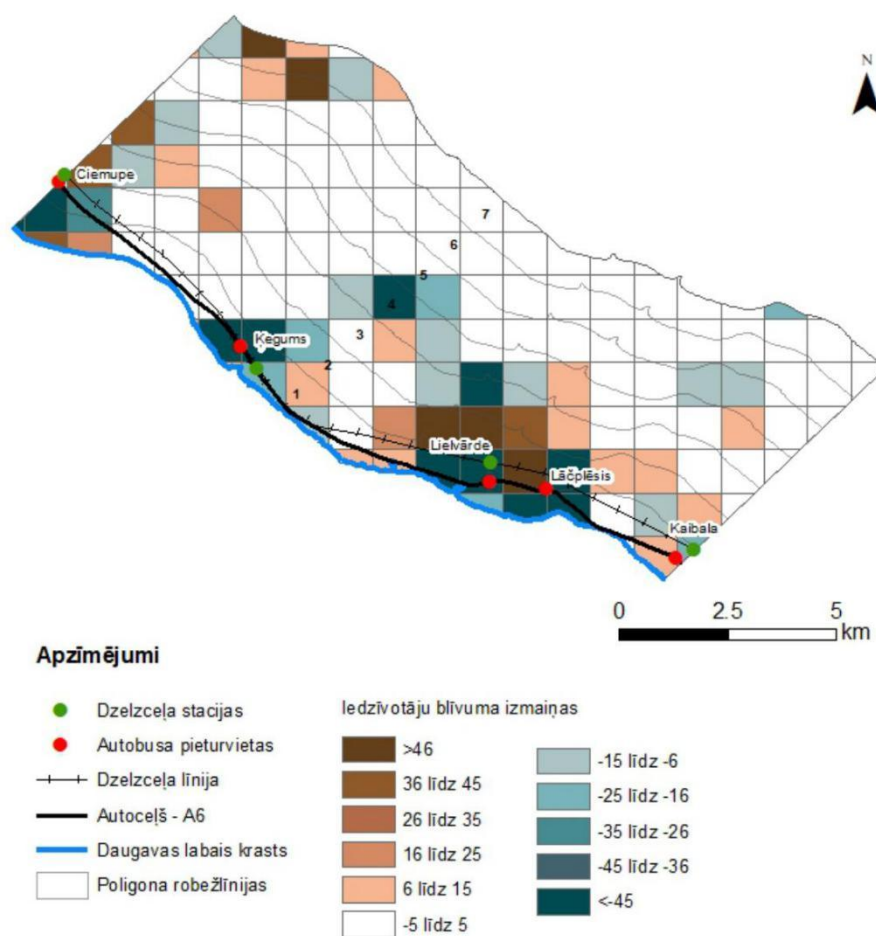 N
Ciemupe
7
6
5
4
Ķegums
3
2
1
Lielvārde
Lāčplēsis
Kaibala
0 2.5 5
km
Apzīmējumi
Dzelzceļa stacijas
Autobusa pieturvietas
Dzelzceļa līnija
Autoceļš - A6
Daugavas labais krasts
Poligona robežlīnijas
Iedzīvotāju blīvuma izmaiņas
>46
36 līdz 45
26 līdz 35
16 līdz 25
6 līdz 15
-5 līdz 5
-15 līdz -6
-25 līdz -16
-35 līdz -26
-45 līdz -36
<-45